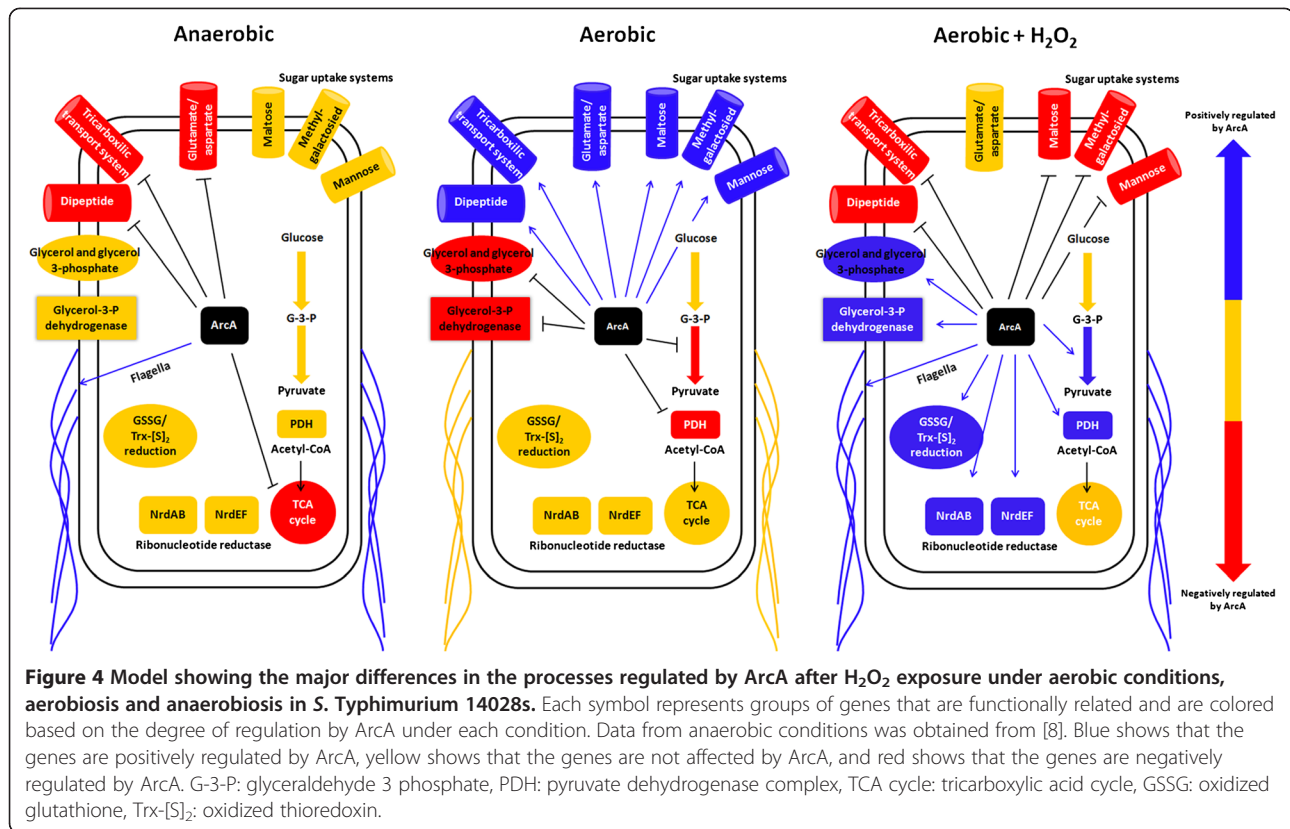 Anaerobic
Sugar uptake systems
Tricarboxilic
transport system
Glutamate/
aspartate
Maltose
Methyl-
galactosied
Mannose
Dipeptide
Glycerol and glycerol
3-phosphate
Glycerol-3-P
dehydrogenase
ArcA
Glucose
G-3-P
Pyruvate
Flagella
GSSG/
Trx-[S]₂
reduction
PDH
Acetyl-CoA
TCA
cycle
NrdAB
NrdEF
Ribonucleotide reductase
Aerobic
Sugar uptake systems
Tricarboxilic
transport system
Glutamate/
aspartate
Maltose
Methyl-
galactosied
Mannose
Dipeptide
Glycerol and glycerol
3-phosphate
Glycerol-3-P
dehydrogenase
ArcA
Glucose
G-3-P
Pyruvate
GSSG/
Trx-[S]₂
reduction
PDH
Acetyl-CoA
TCA
cycle
NrdAB
NrdEF
Ribonucleotide reductase
Aerobic + H₂O₂
Sugar uptake systems
Tricarboxilic
transport system
Glutamate/
aspartate
Maltose
Methyl-
galactosied
Mannose
Dipeptide
Glycerol and glycerol
3-phosphate
Glycerol-3-P
dehydrogenase
ArcA
Glucose
G-3-P
Pyruvate
Flagella
GSSG/
Trx-[S]₂
reduction
PDH
Acetyl-CoA
TCA
cycle
NrdAB
NrdEF
Ribonucleotide reductase
Positively regulated
by ArcA
Negatively regulated
by ArcA
Figure 4 Model showing the major differences in the processes regulated by ArcA after H₂O₂ exposure under aerobic conditions,
aerobiosis and anaerobiosis in S. Typhimurium 14028s. Each symbol represents groups of genes that are functionally related and are colored
based on the degree of regulation by ArcA under each condition. Data from anaerobic conditions was obtained from [8]. Blue shows that the
genes are positively regulated by ArcA, yellow shows that the genes are not affected by ArcA, and red shows that the genes are negatively
regulated by ArcA. G-3-P: glyceraldehyde 3 phosphate, PDH: pyruvate dehydrogenase complex, TCA cycle: tricarboxylic acid cycle, GSSG: oxidized
glutathione, Trx-[S]₂: oxidized thioredoxin.